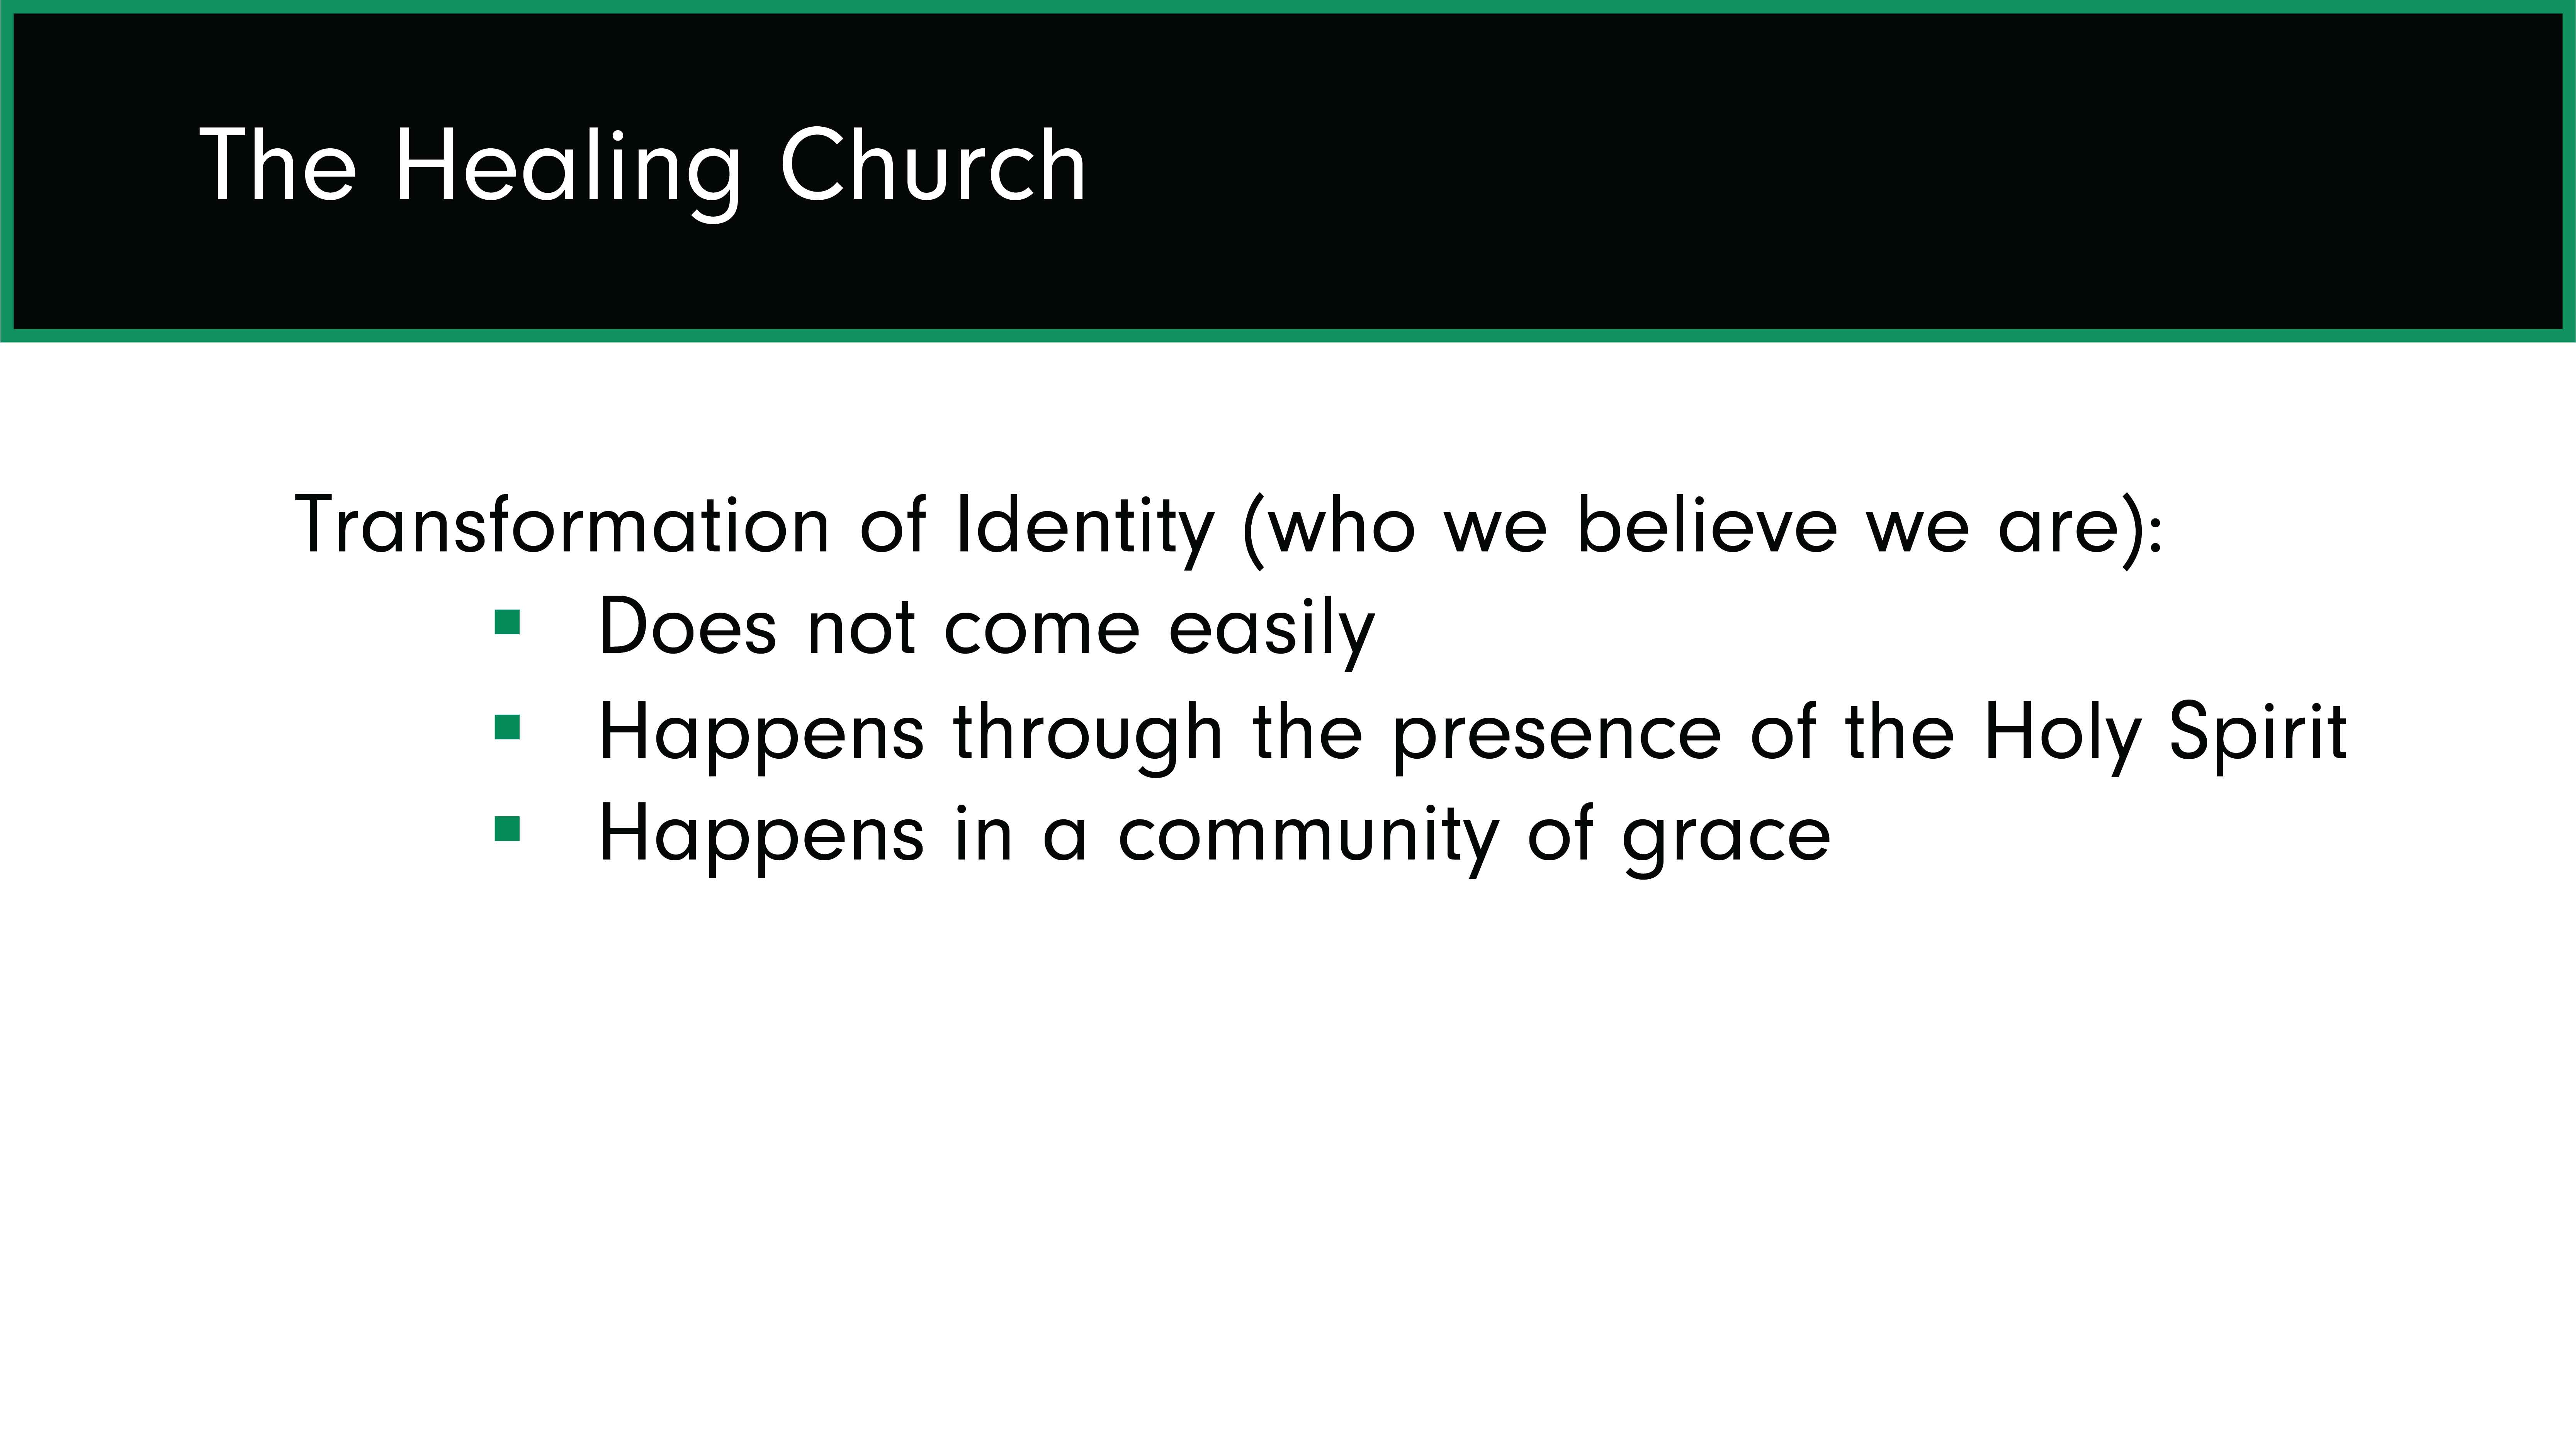 The Healing Church
Transformation of Identity (who we believe we are):
▪ Does not come easily
▪ Happens through the presence of the Holy Spirit
▪ Happens in a community of grace